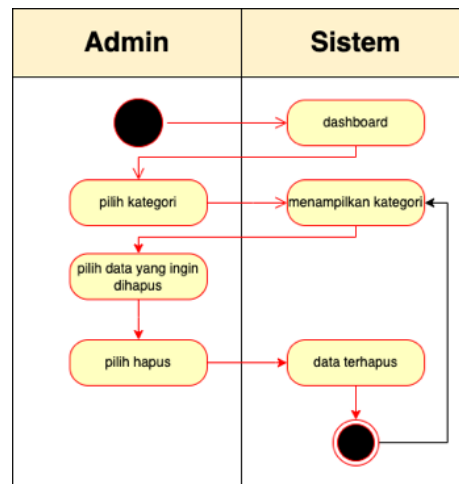 Admin
Sistem
dashboard
pilih kategori
menampilkan kategori
pilih data yang ingin
dihapus
pilih hapus
data terhapus